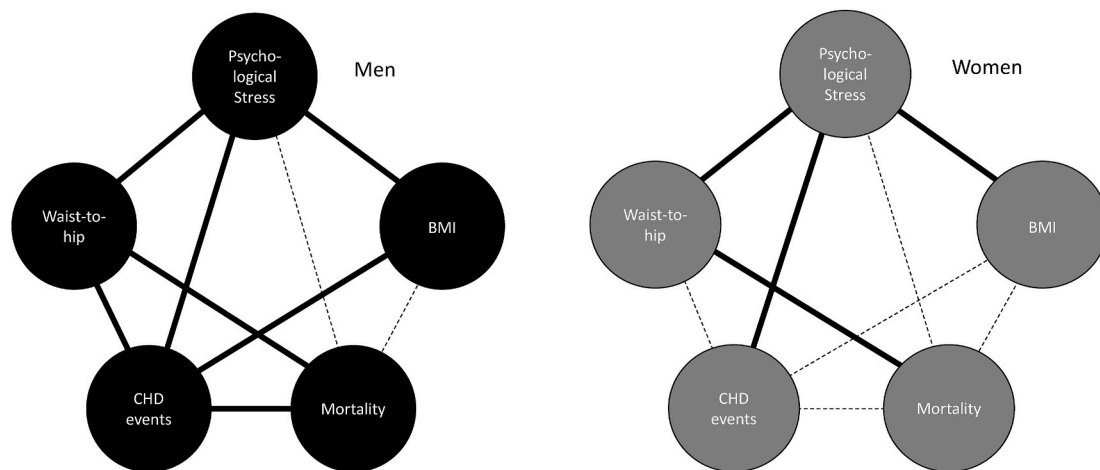 Psycho-
logical
Stress
Men
Waist-to-
hip
BMI
CHD
events
Mortality
Psycho-
logical
Stress
Women
Waist-to-
hip
BMI
CHD
events
Mortality